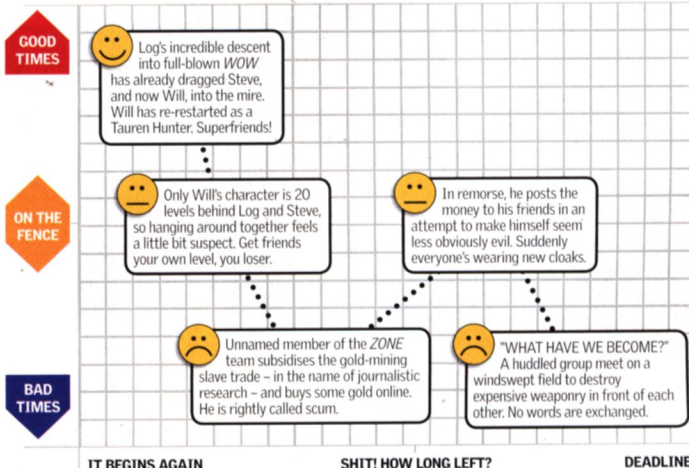 GOOD
TIMES
Log's incredible descent
into full-blown WOW
has already dragged Steve,
and now Will, into the mire.
Will has re-restarted as a
Tauren Hunter. Superfriends!
ON THE
FENCE
Only Will's character is 20
levels behind Log and Steve,
so hanging around together feels
a little bit suspect. Get friends
your own level, you loser.
In remorse, he posts the
money to his friends in an
attempt to make himself seem
less obviously evil. Suddenly
everyone's wearing new cloaks.
BAD
TIMES
Unnamed member of the ZONE
team subsidises the gold-mining
slave trade – in the name of journalistic
research – and buys some gold online.
He is rightly called scum.
"WHAT HAVE WE BECOME?"
A huddled group meet on a
windswept field to destroy
expensive weaponry in front of each
other. No words are exchanged.
IT BEGINS AGAIN
SHIT! HOW LONG LEFT?
DEADLINE